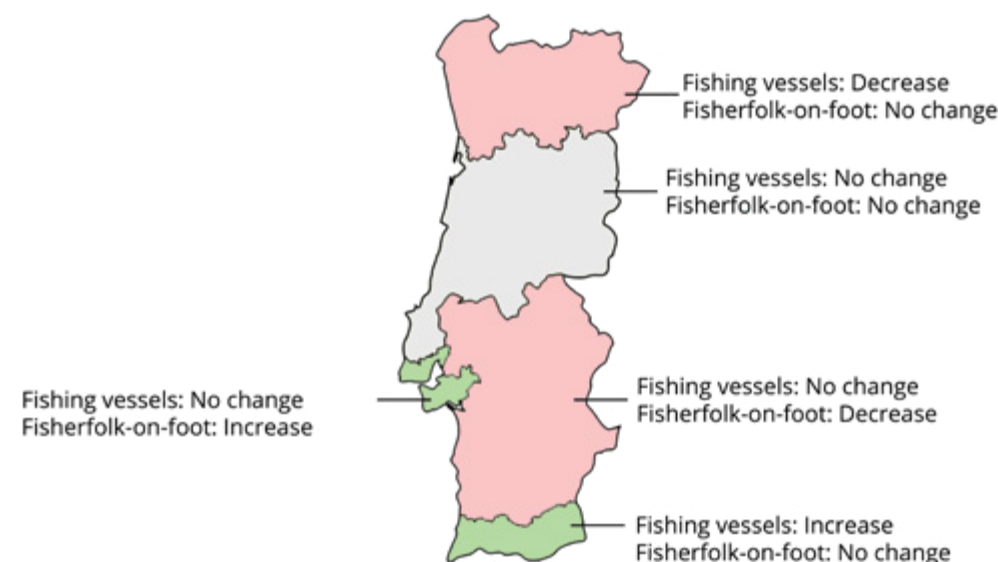 Fishing vessels: Decrease
Fisherfolk-on-foot: No change
Fishing vessels: No change
Fisherfolk-on-foot: No change
Fishing vessels: No change
Fisherfolk-on-foot: Increase
Fishing vessels: No change
Fisherfolk-on-foot: Decrease
Fishing vessels: Increase
Fisherfolk-on-foot: No change